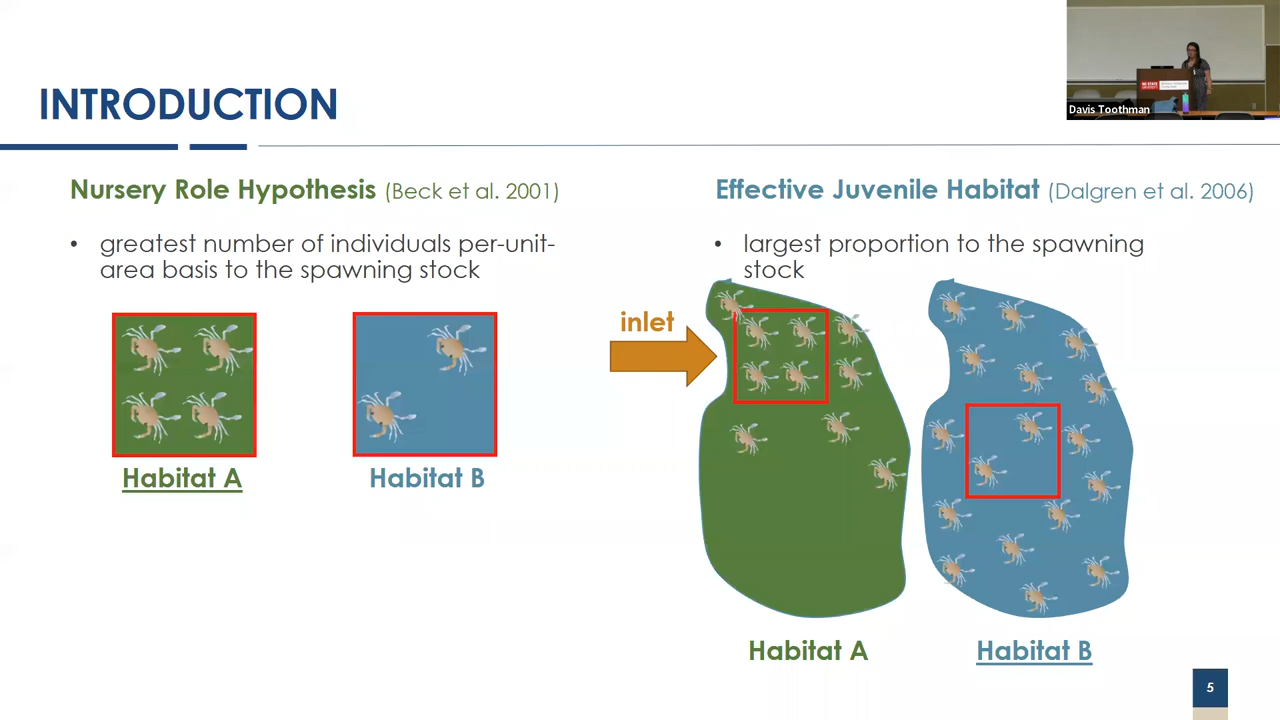 INTRODUCTION
Davis Toothman
Nursery Role Hypothesis (Beck et al. 2001)
• greatest number of individuals per-unit-
area basis to the spawning stock
Habitat A
Habitat B
Effective Juvenile Habitat (Dalgren et al. 2006)
• largest proportion to the spawning
stock
inlet
Habitat A
Habitat B
5